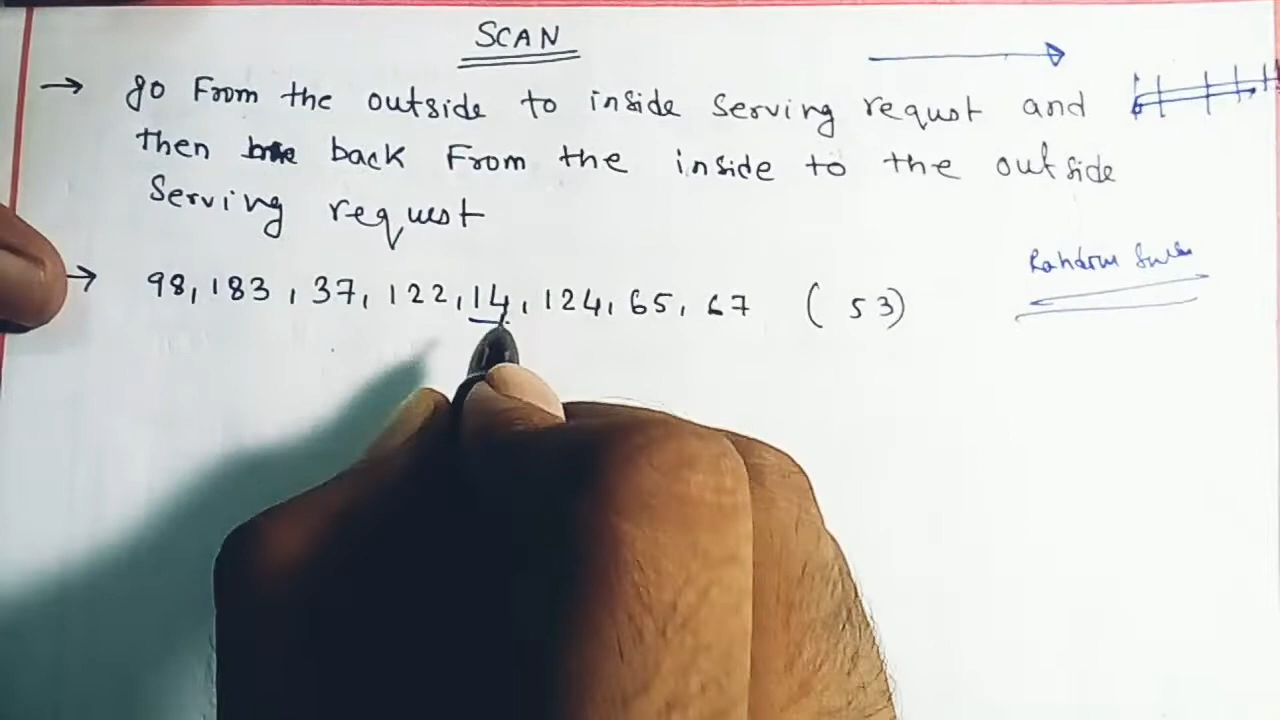 SCAN
→ go From the outside to inside serving requst and
then back From the inside to the outside
Serving request
→ 98, 183, 37, 122, 14, 124, 65, 67 (53)